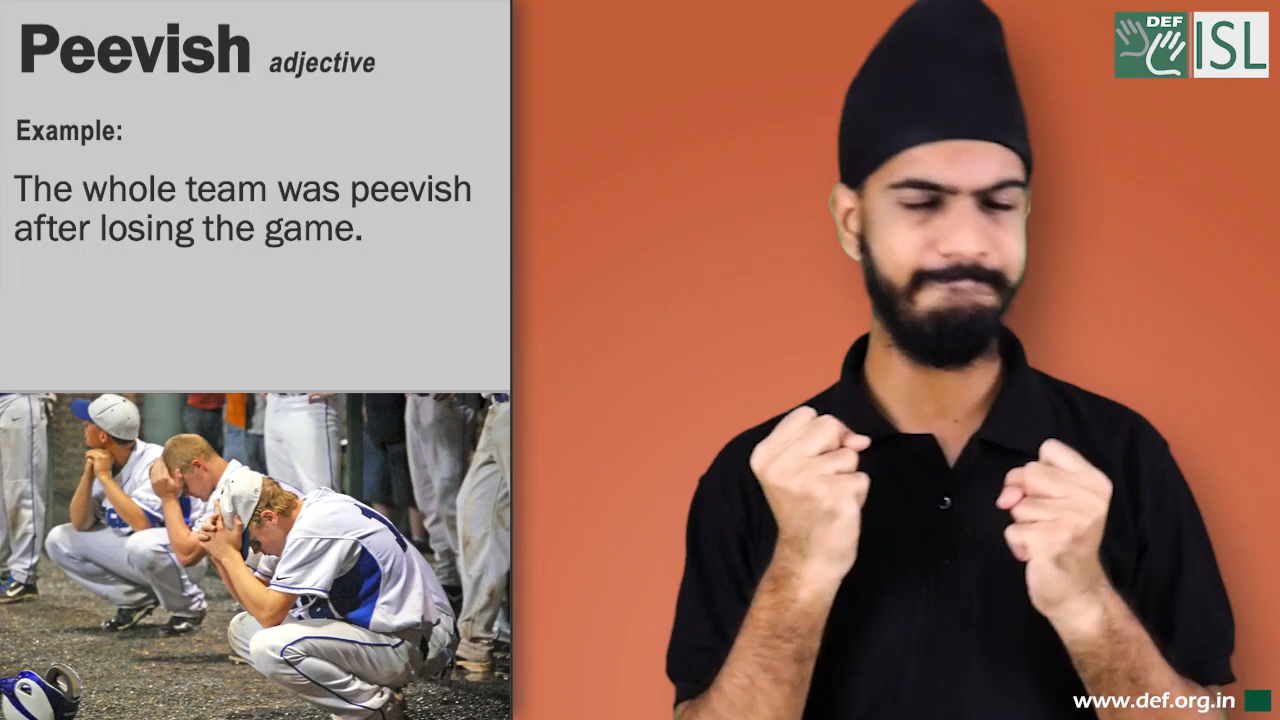 Peevish adjective
Example:
The whole team was peevish
after losing the game.
DEF
ISL
www.def.org.in